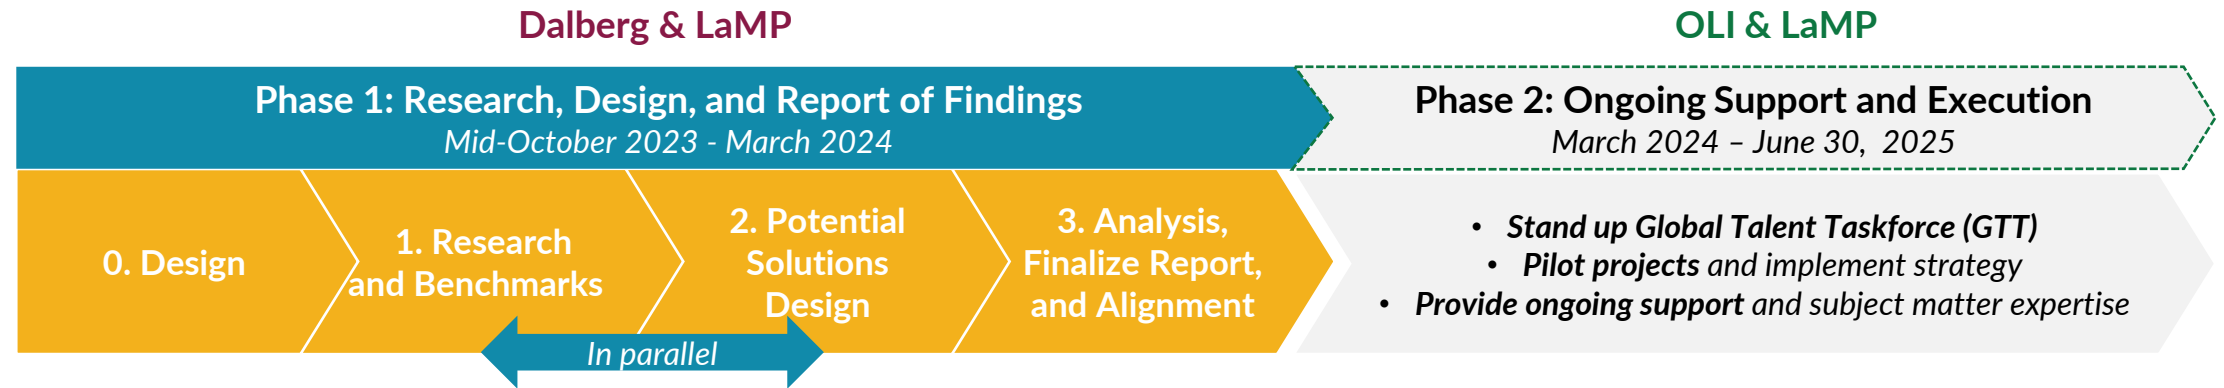 Dalberg & LaMP
OLI & LaMP
Phase 1: Research, Design, and Report of Findings
Mid-October 2023 - March 2024
Phase 2: Ongoing Support and Execution
March 2024 – June 30, 2025
0. Design
1. Research
and Benchmarks
2. Potential
Solutions
Design
3. Analysis,
Finalize Report,
and Alignment
In parallel
• Stand up Global Talent Taskforce (GTT)
• Pilot projects and implement strategy
• Provide ongoing support and subject matter expertise